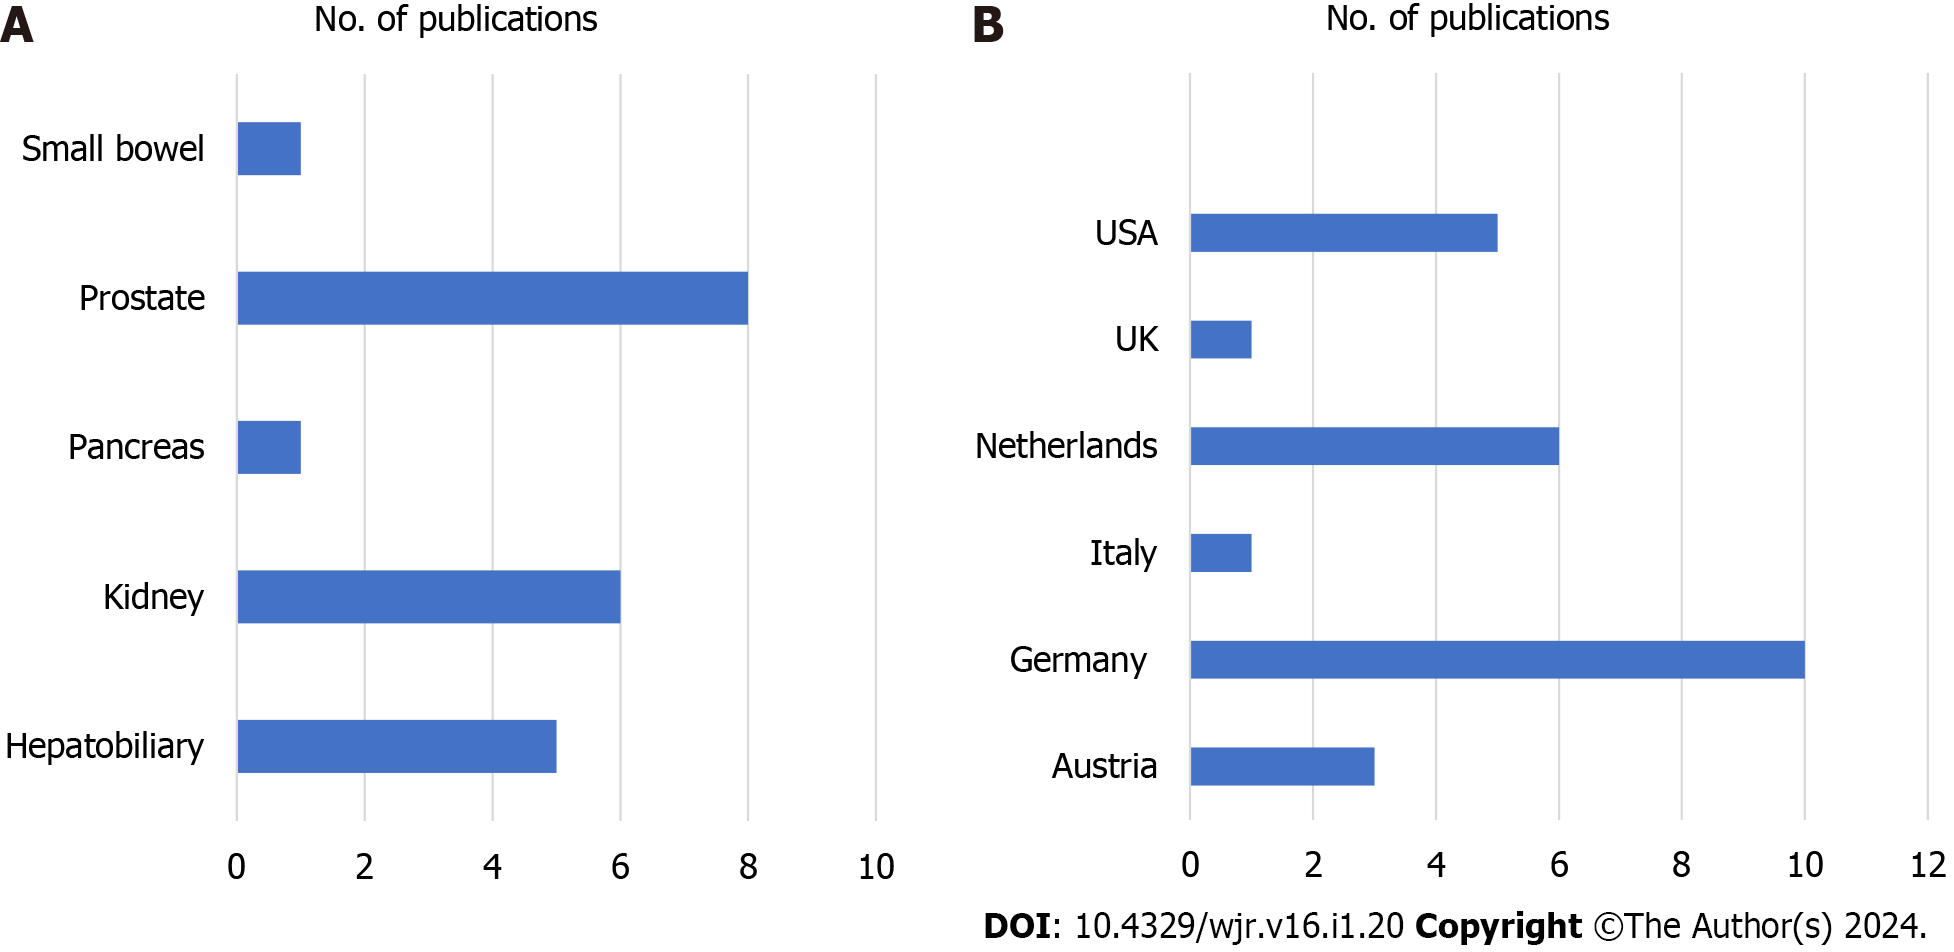 A
No. of publications
Small bowel
Prostate
Pancreas
Kidney
Hepatobiliary
0 2 4 6 8 10
B
No. of publications
USA
UK
Netherlands
Italy
Germany
Austria
0 2 4 6 8 10 12
DOI: 10.4329/wjr.v16.i1.20 Copyright ©The Author(s) 2024.